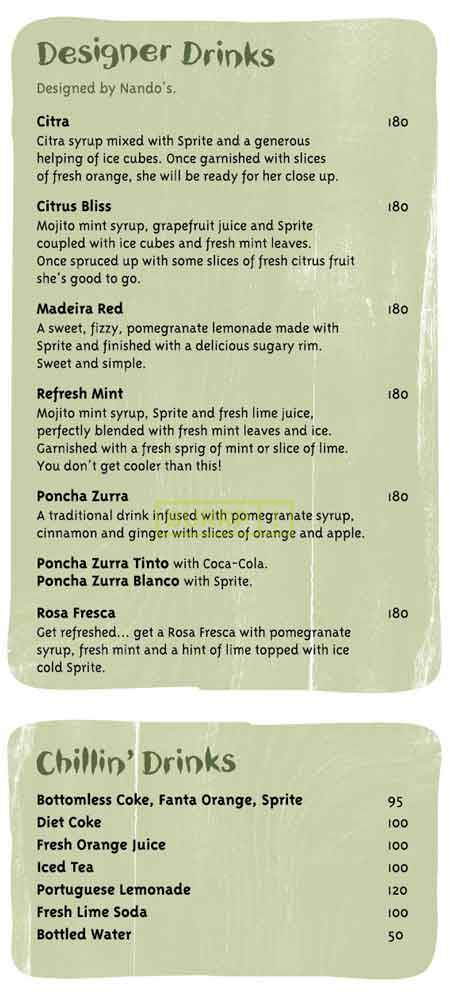 Designer Drinks
Designed by Nando's.
Citra 180
Citra syrup mixed with Sprite and a generous
helping of ice cubes. Once garnished with slices
of fresh orange, she will be ready for her close up.
Citrus Bliss 180
Mojito mint syrup, grapefruit juice and Sprite
coupled with ice cubes and fresh mint leaves.
Once spruced up with some slices of fresh citrus fruit
she's good to go.
Madeira Red 180
A sweet, fizzy, pomegranate lemonade made with
Sprite and finished with a delicious sugary rim.
Sweet and simple.
Refresh Mint 180
Mojito mint syrup, Sprite and fresh lime juice,
perfectly blended with fresh mint leaves and ice.
Garnished with a fresh sprig of mint or slice of lime.
You don't get cooler than this!
Poncha Zurra 180
A traditional drink infused with pomegranate syrup,
cinnamon and ginger with slices of orange and apple.
Poncha Zurra Tinto with Coca-Cola.
Poncha Zurra Blanco with Sprite.
Rosa Fresca 180
Get refreshed... get a Rosa Fresca with pomegranate
syrup, fresh mint and a hint of lime topped with ice
cold Sprite.
Chillin' Drinks
Bottomless Coke, Fanta Orange, Sprite 95
Diet Coke 100
Fresh Orange Juice 100
Iced Tea 100
Portuguese Lemonade 120
Fresh Lime Soda 100
Bottled Water 50